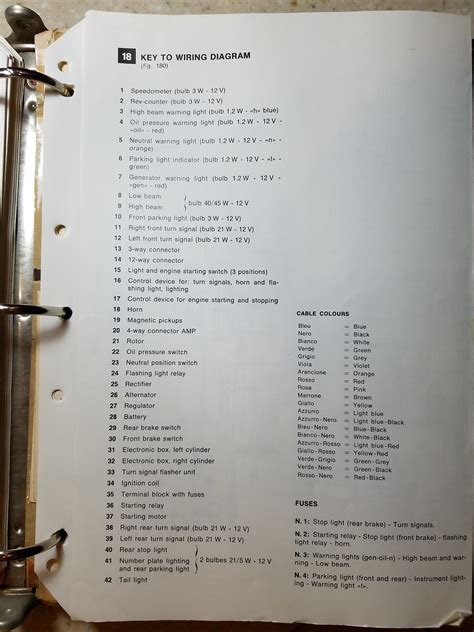 18 KEY TO WIRING DIAGRAM
(Fig. 180)
1 Speedometer (bulb 3 W - 12 V)
2 Rev-counter (bulb 3 W - 12 V)
3 High beam warning light (bulb 1.2 W - «h» blue)
4 Oil pressure warning light (bulb 1.2 W - 12 V -
«oil» - red)
5 Neutral warning light (bulb 1.2 W - 12 V - «n» -
orange)
6 Parking light indicator (bulb 1.2 W - 12 V - «l» -
green)
7 Generator warning light (bulb 1.2 W - 12 V -
«gen» - red)
8 Low beam
9 High beam
bulb 40/45 W - 12 V
10 Front parking light (bulb 3 W - 12 V)
11 Right front turn signal (bulb 21 W - 12 V)
12 Left front turn signal (bulb 21 W - 12 V)
13 3-way connector
14 12-way connector
15 Light and engine starting switch (3 positions)
16 Control device for: turn signals, horn and fla-
shing light, lighting
17 Control device for engine starting and stopping
18 Horn
19 Magnetic pickups
20 4-way connector AMP
21 Rotor
22 Oil pressure switch
23 Neutral position switch
24 Flashing light relay
25 Rectifier
26 Alternator
27 Regulator
28 Battery
29 Rear brake switch
30 Front brake switch
31 Electronic box, left cylinder
32 Electronic box, right cylinder
33 Turn signal flasher unit
34 Ignition coil
35 Terminal block with fuses
36 Starting relay
37 Starting motor
38 Right rear turn signal (bulb 21 W - 12 V)
39 Left rear turn signal (bulb 21 W - 12 V)
40 Rear stop light
41 Number plate lighting
and rear parking light
2 bulbes 21/5 W - 12 V
42 Tail light
CABLE COLOURS
Bleu = Blue
Nero = Black
Bianco = White
Verde = Green
Grigio = Grey
Viola = Violet
Arancione = Orange
Rosso = Red
Rosa = Pink
Marrone = Brown
Giallo = Yellow
Azzurro = Light blue
Azzurro-Nero = Light blue-Black
Bleu-Nero = Blue-Black
Bianco-Nero = White-Black
Azzurro-Rosso = Light blue-Red
Giallo-Rosso = Yellow-Red
Verde-Grigio = Green-Grey
Verde-Nero = Green-Black
Rosso-Nero = Red-Black
FUSES
N. 1: Stop light (rear brake) - Turn signals.
N. 2: Starting relay - Stop light (front brake) - flashing
light relay - horn.
N. 3: Warning lights (gen-oil-n) - High beam and warn-
ning - Low beam.
N. 4: Parking light (front and rear) - Instrument light-
ing - Warning light «l».